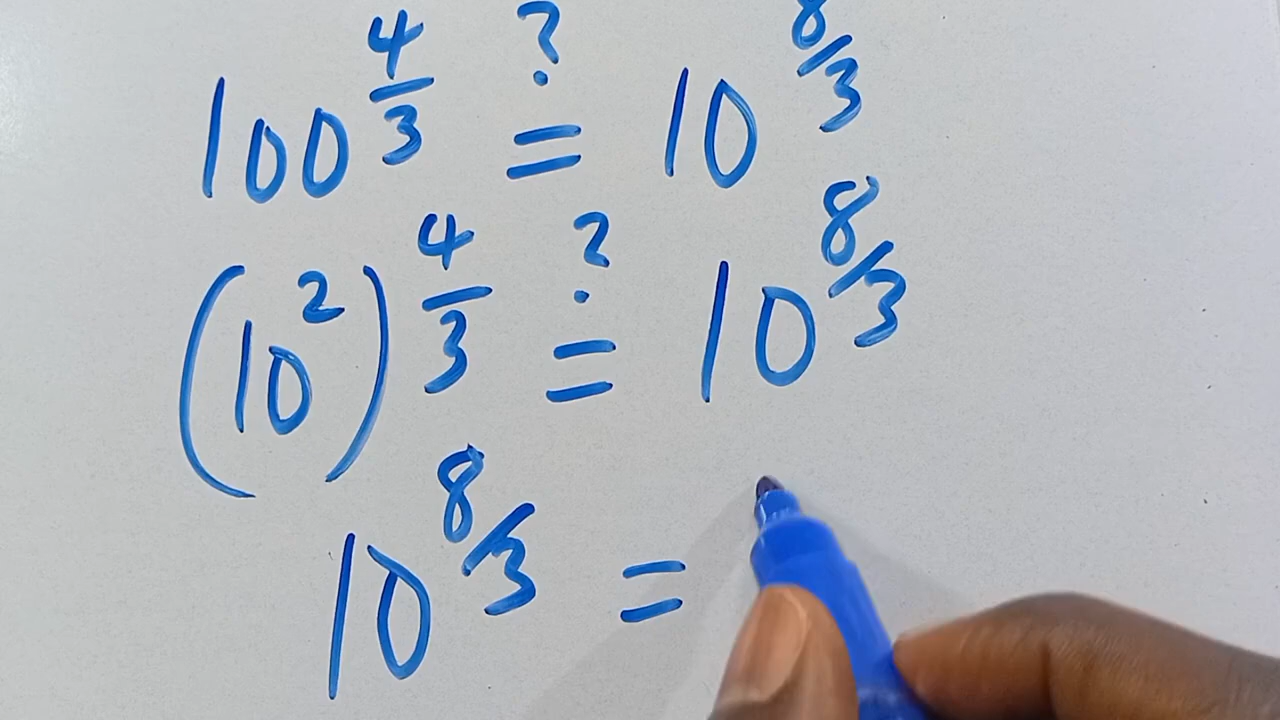 100^(4/3) ?= 10^(8/3)
(10^2)^(4/3) ?= 10^(8/3)
10^(8/3) =